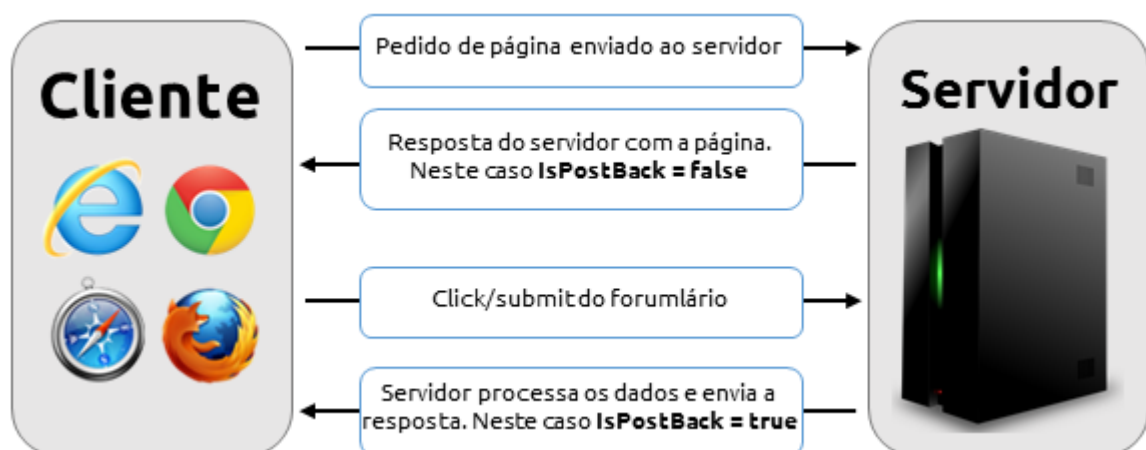 Cliente
Servidor
Pedido de página enviado ao servidor
Resposta do servidor com a página.
Neste caso IsPostBack = false
Click/submit do forumlário
Servidor processa os dados e envia a
resposta. Neste caso IsPostBack = true